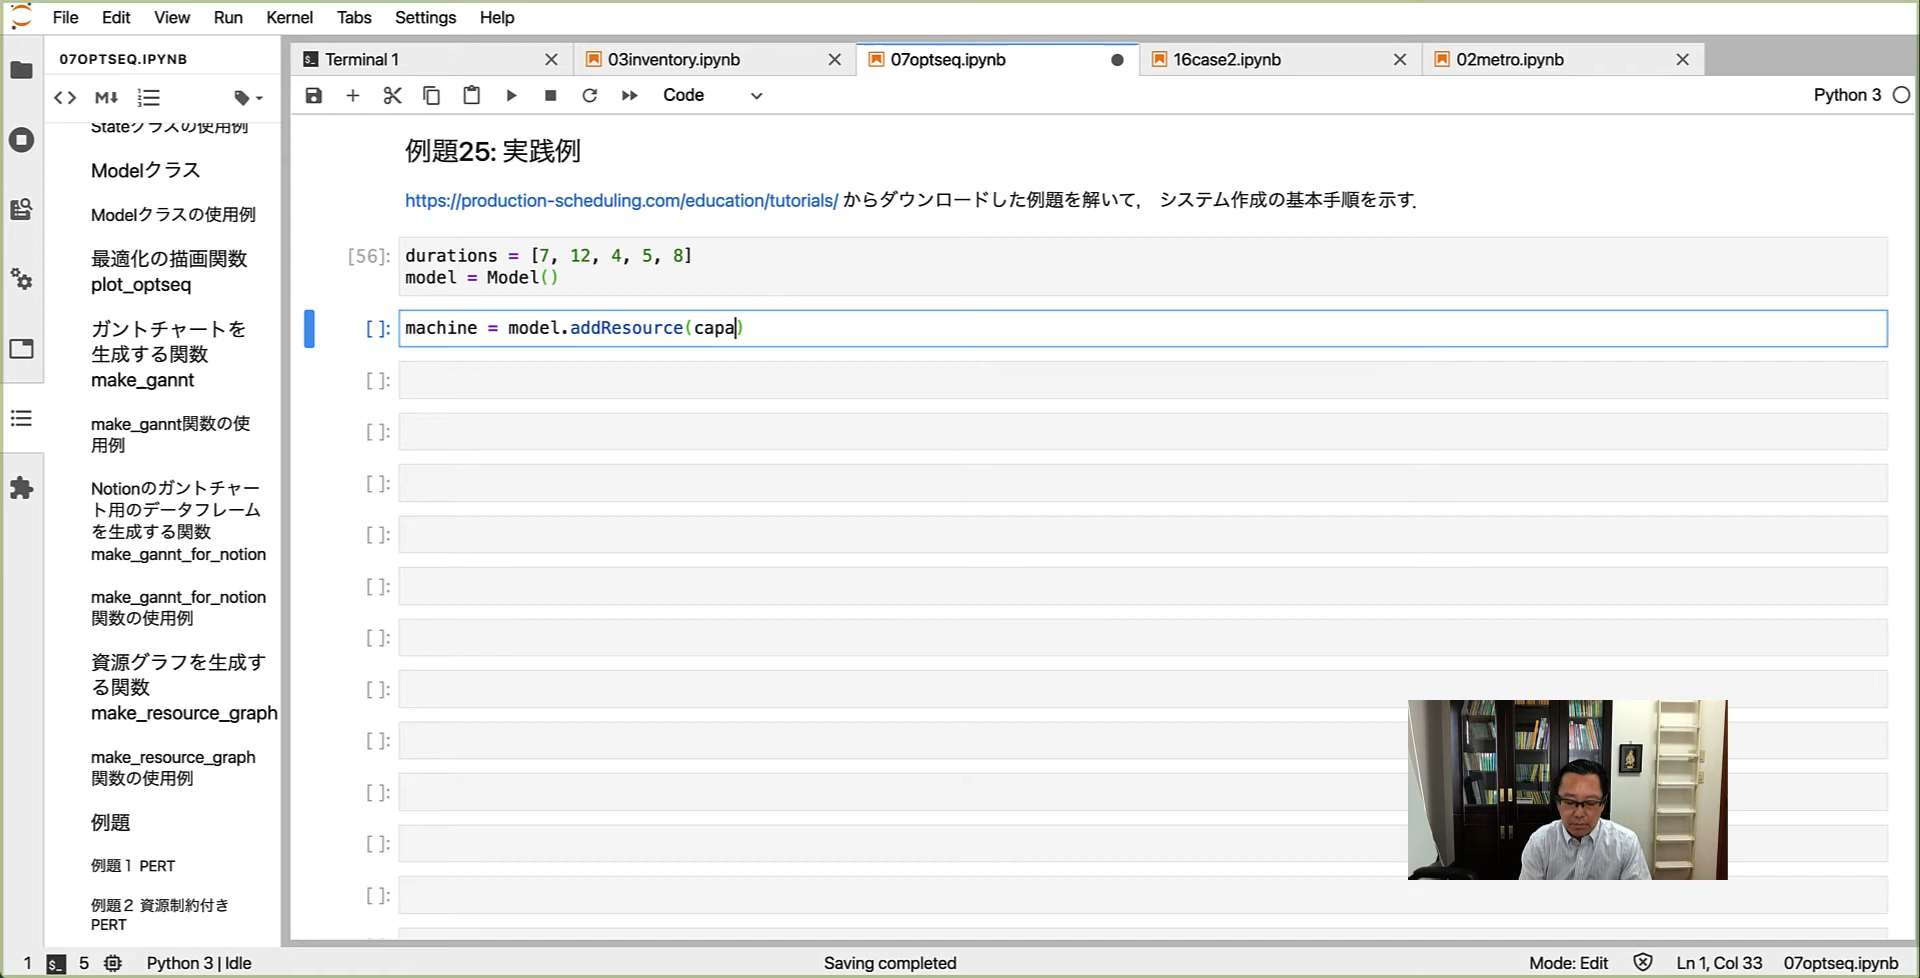 File Edit View Run Kernel Tabs Settings Help
07OPTSEQ.IPYNB
Terminal 1
03inventory.ipynb
07optseq.ipynb
16case2.ipynb
02metro.ipynb
Code
Python 3
Stateクラスの使用例
Modelクラス
Modelクラスの使用例
最適化の描画関数
plot_optseq
ガントチャートを
生成する関数
make_gannt
make_gannt関数の使
用例
Notionのガントチャー
ト用のデータフレーム
を生成する関数
make_gannt_for_notion
make_gannt_for_notion
関数の使用例
資源グラフを生成す
る関数
make_resource_graph
make_resource_graph
関数の使用例
例題
例題1 PERT
例題2 資源制約付き
PERT
例題25: 実践例
https://production-scheduling.com/education/tutorials/ からダウンロードした例題を解いて, システム作成の基本手順を示す.
[56]: durations = [7, 12, 4, 5, 8]
model = Model()
[ ]: machine = model.addResource(capa)
[ ]:
[ ]:
[ ]:
[ ]:
[ ]:
[ ]:
[ ]:
[ ]:
[ ]:
[ ]:
[ ]:
1 5 Python 3 | Idle Saving completed Mode: Edit Ln 1, Col 33 07optseq.ipynb